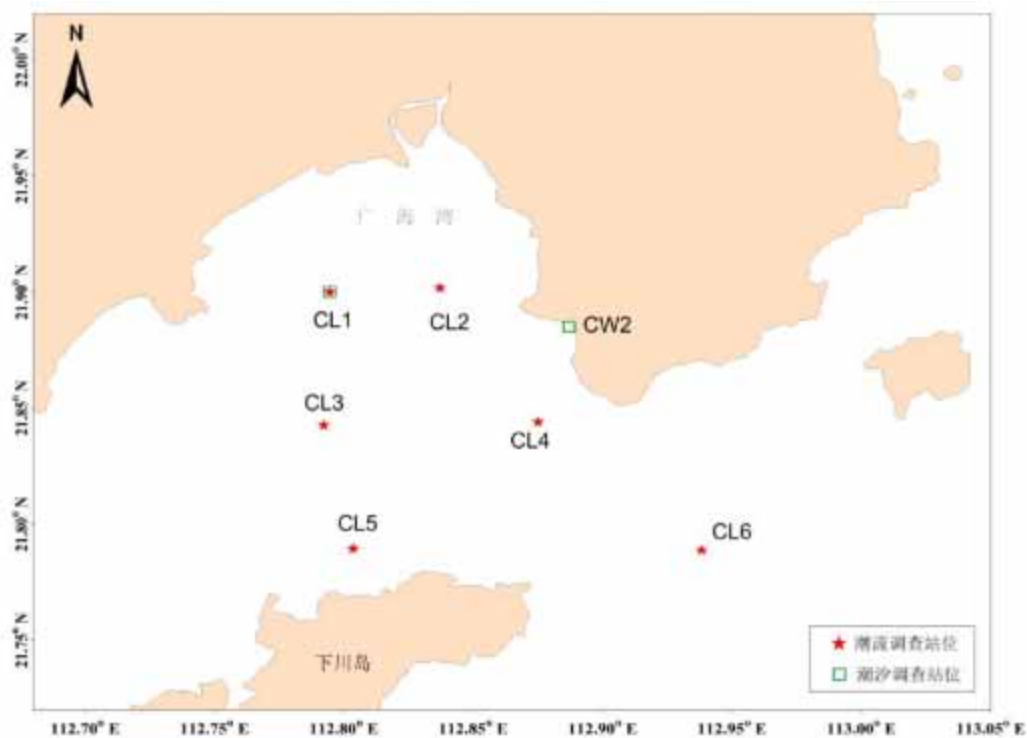 N
22.00° N
21.95° N
广 海 湾
21.90° N
CL1
CL2
CW2
21.85° N
CL3
CL4
21.80° N
CL5
CL6
21.75° N
下川岛
潮流调查站位
潮汐调查站位
112.70° E
112.75° E
112.80° E
112.85° E
112.90° E
112.95° E
113.00° E
113.05° E